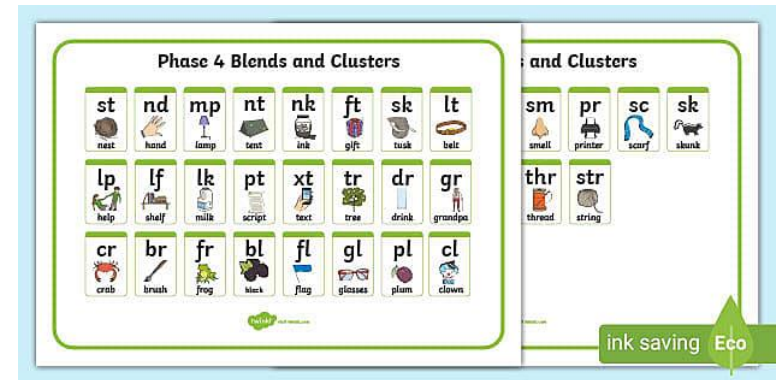 Phase 4 Blends and Clusters
st nd mp nt nk ft sk lt
nest hand lamp tent ink gift tusk belt
lp lf lk pt xt tr dr gr
help shelf milk script text tree drink grandpa
cr br fr bl fl gl pl cl
crab brush frog black flag glasses plum clown
twinkl
s and Clusters
sm pr sc sk
smell printer scarf skunk
thr str
thread string
ink saving Eco